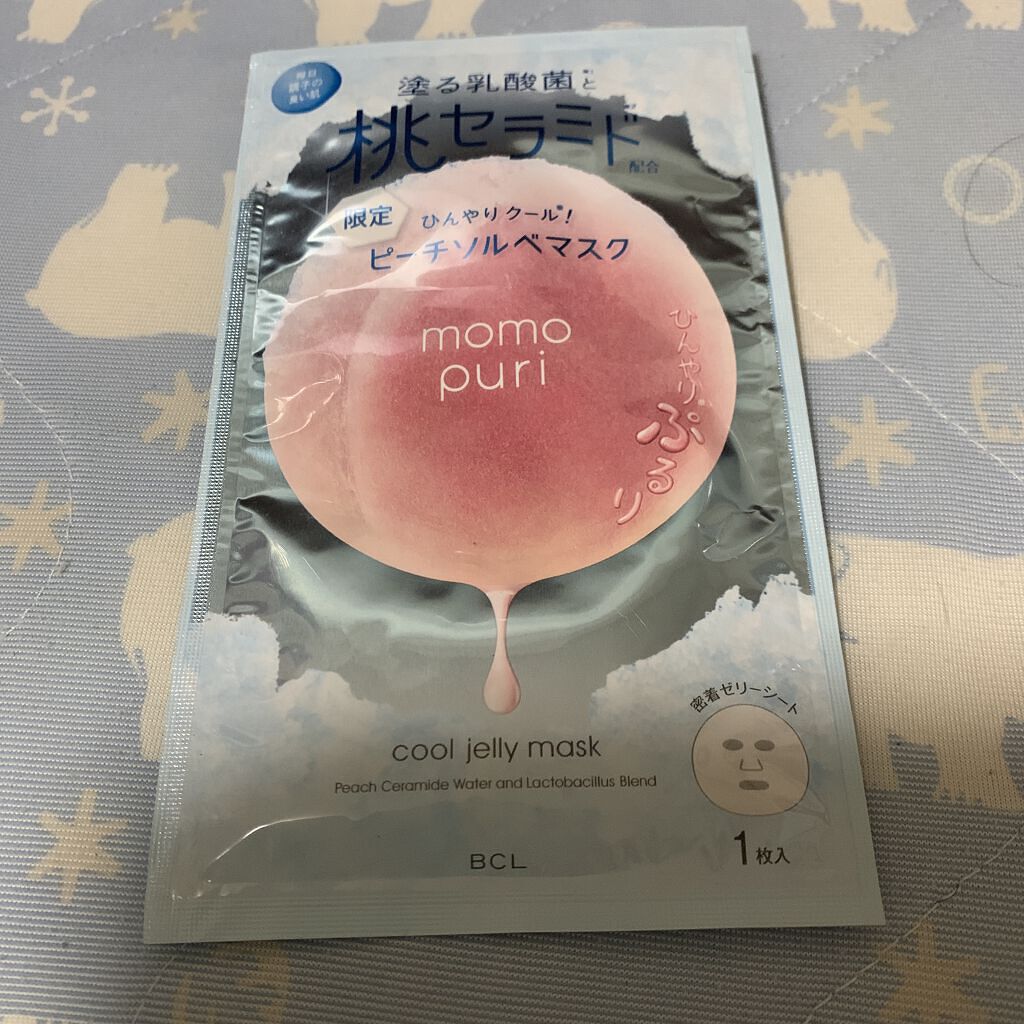 毎日
調子の
良い肌
塗る乳酸菌*¹と
桃セラミド*²
配合
限定
ひんやりクール*!
ピーチソルベマスク
momo
puri
ひんやり*
ぷるり
密着ゼリーシート
cool jelly mask
Peach Ceramide Water and Lactobacillus Blend
BCL
1枚入